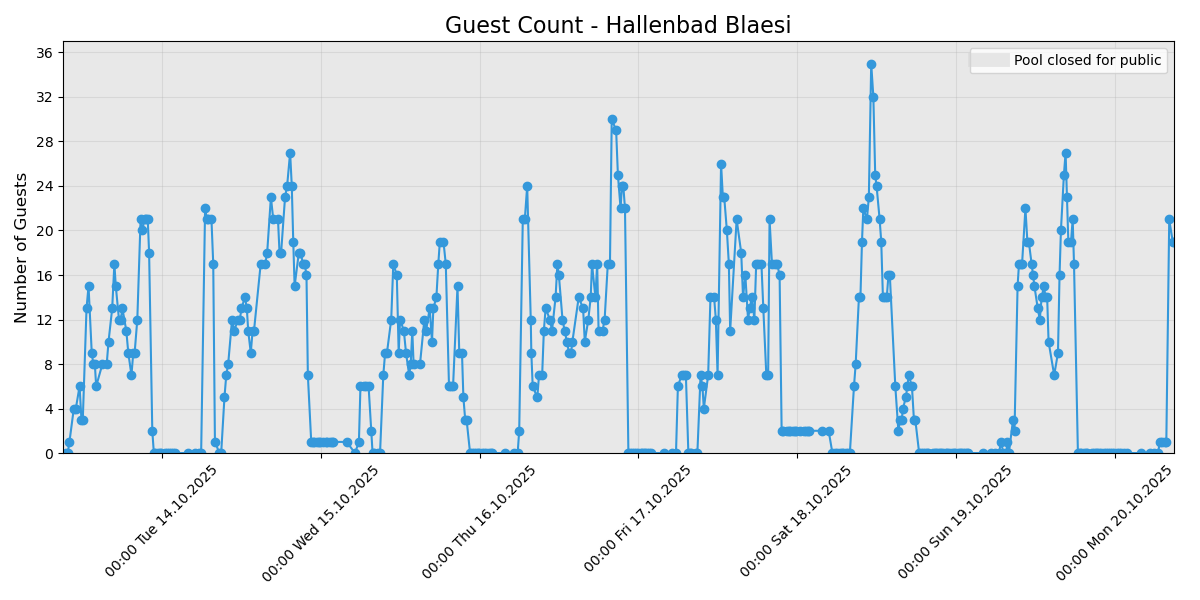 Guest Count - Hallenbad Blaesi
Pool closed for public
Number of Guests
36
32
28
24
20
16
12
8
4
0
00:00 Tue 14.10.2025
00:00 Wed 15.10.2025
00:00 Thu 16.10.2025
00:00 Fri 17.10.2025
00:00 Sat 18.10.2025
00:00 Sun 19.10.2025
00:00 Mon 20.10.2025